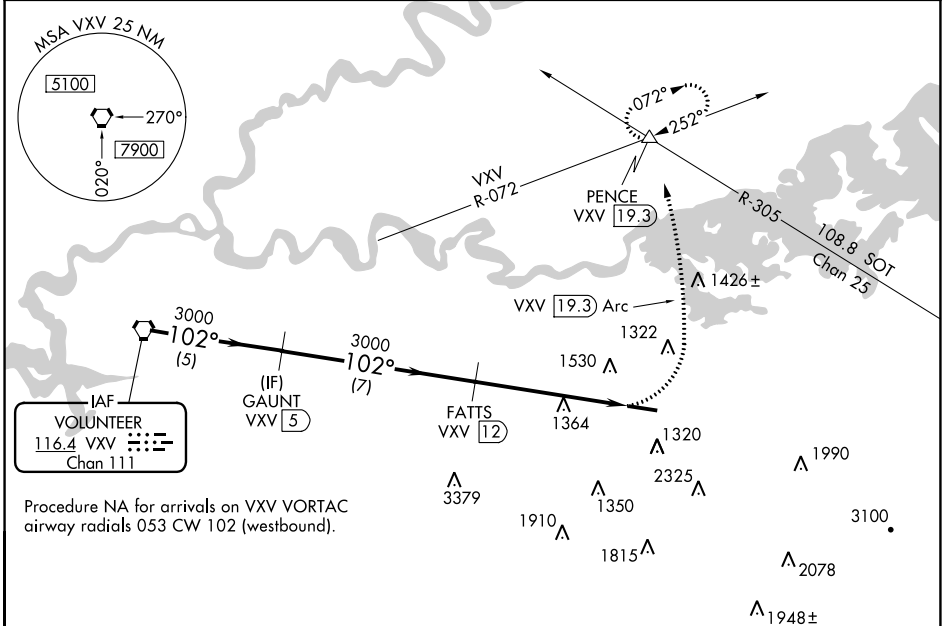 MSA VXV 25 NM
5100
270°
7900
020°
072°
252°
VXV
R-072
PENCE
VXV 19.3
R-305
108.8 SOT
Chan 25
1426±
VXV 19.3 Arc
1322
1530
3000
102°
(5)
3000
102°
(7)
(IF)
GAUNT
VXV 5
FATTS
VXV 12
1364
IAF
VOLUNTEER
116.4 VXV
Chan 111
1320
1990
2325
3379
1350
3100
1910
1815
2078
1948±
Procedure NA for arrivals on VXV VORTAC
airway radials 053 CW 102 (westbound).